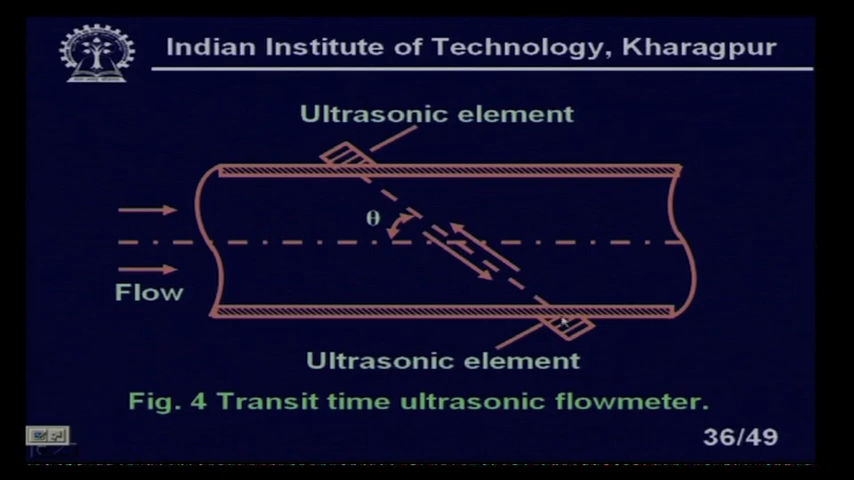 Indian Institute of Technology, Kharagpur
Ultrasonic element
θ
Flow
Ultrasonic element
Fig. 4 Transit time ultrasonic flowmeter.
36/49